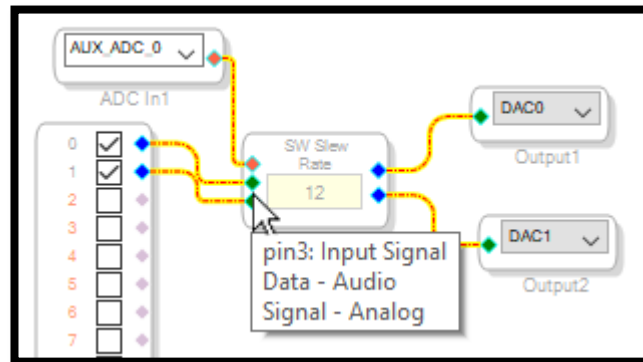 AUX_ADC_0
ADC In1
0
1
2
3
4
5
6
7
SW Slew
Rate
12
DAC0
Output1
DAC1
Output2
pin3: Input Signal
Data - Audio
Signal - Analog